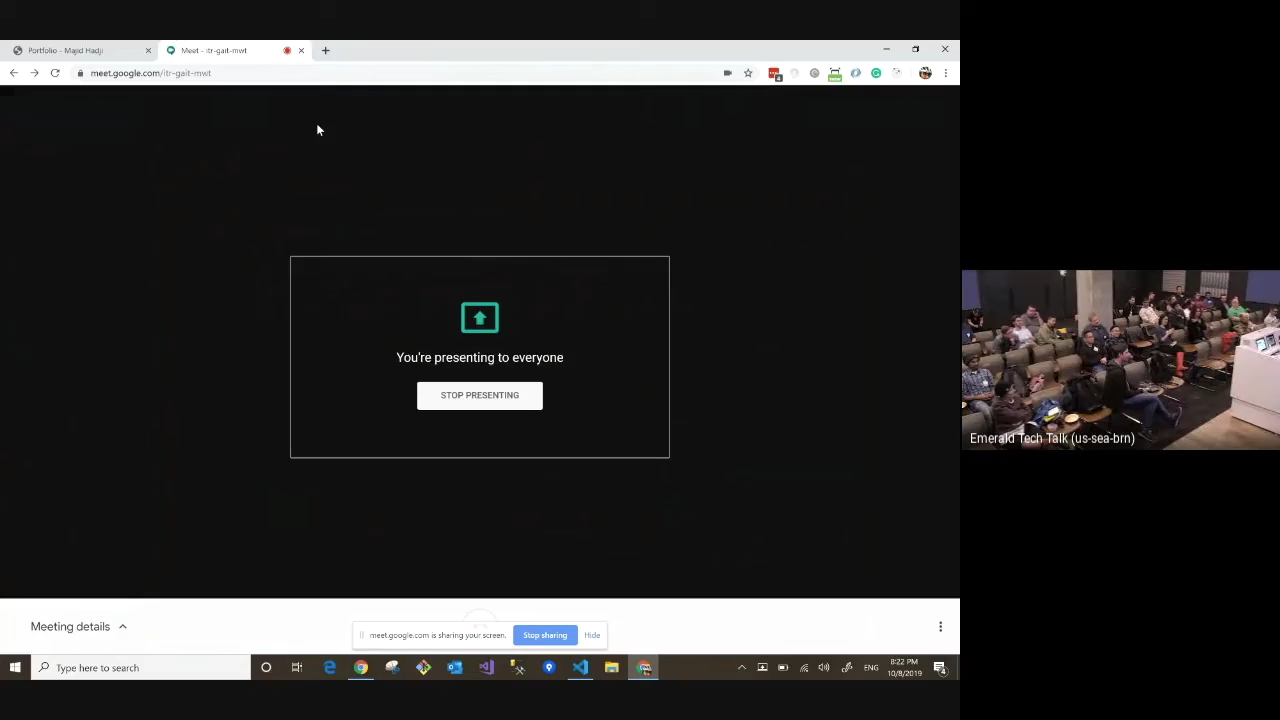 Portfolio - Majid Hadji
Meet - itr-gait-mwt
meet.google.com/itr-gait-mwt
You're presenting to everyone
STOP PRESENTING
Emerald Tech Talk (us-sea-brn)
Meeting details
meet.google.com is sharing your screen.
Stop sharing
Hide
Type here to search
ENG
8:22 PM
10/8/2019
4